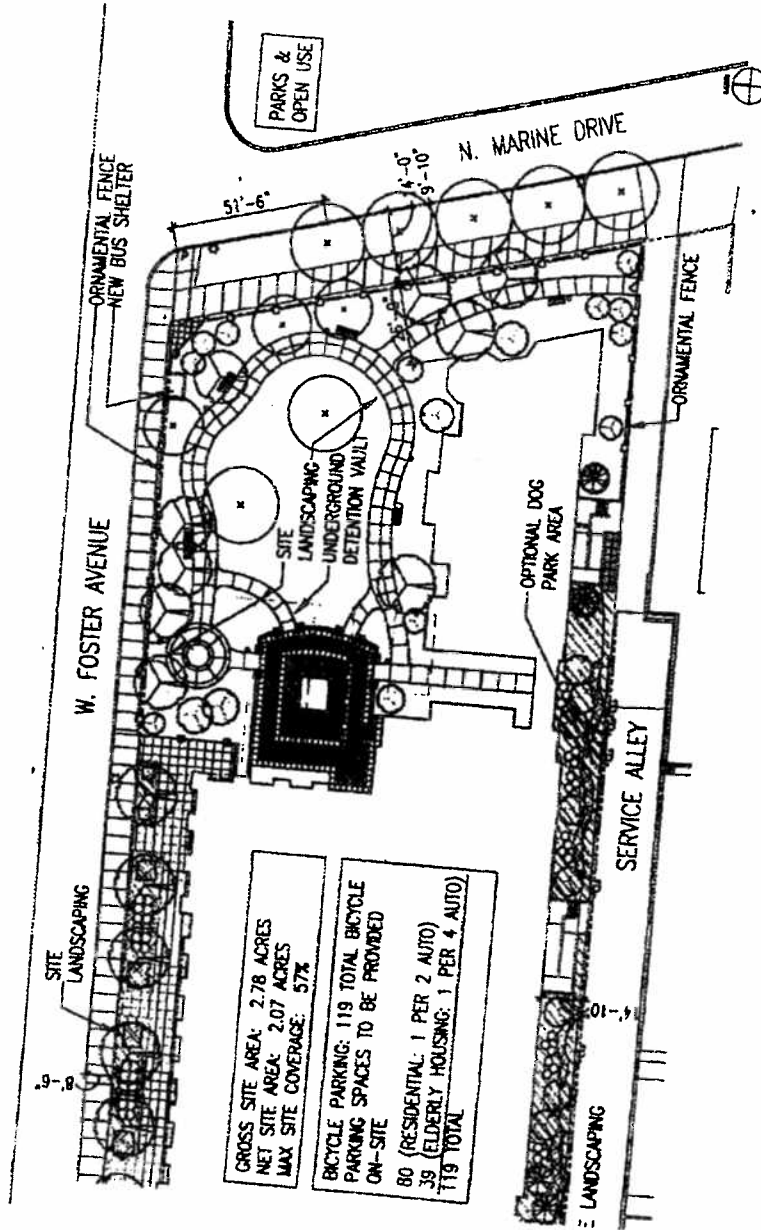 PARKS &
OPEN USE
N. MARINE DRIVE
ORNAMENTAL FENCE
NEW BUS SHELTER
51'-6"
4'-0"
9'-10"
W. FOSTER AVENUE
SITE
LANDSCAPING
UNDERGROUND
DETENTION VAULT
ORNAMENTAL FENCE
OPTIONAL DOG
PARK AREA
SERVICE ALLEY
SITE
LANDSCAPING
8'-6"
GROSS SITE AREA: 2.78 ACRES
NET SITE AREA: 2.07 ACRES
MAX SITE COVERAGE: 57%
BICYCLE PARKING: 119 TOTAL BICYCLE
PARKING SPACES TO BE PROVIDED
ON-SITE
80 (RESIDENTIAL: 1 PER 2 AUTO)
39 (ELDERLY HOUSING: 1 PER 4 AUTO)
119 TOTAL
4'-10"
LANDSCAPING